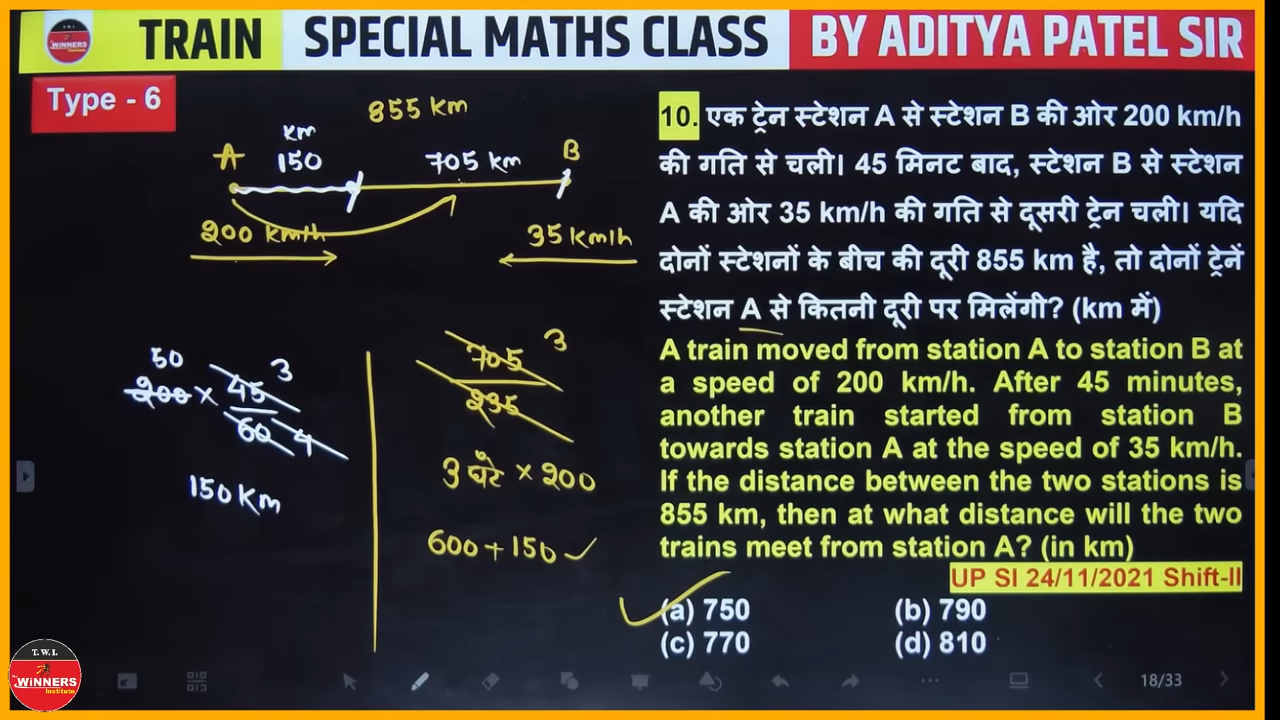 WiNNERS
TRAIN SPECIAL MATHS CLASS BY ADITYA PATEL SIR
Type - 6
855 km
A km 150 705 km B
200 km/h 35 km/h
50
200 × 45 3
60 4
150 Km
705 3
235
3 घंटे × 200
600 + 150 ✓
10. एक ट्रेन स्टेशन A से स्टेशन B की ओर 200 km/h
की गति से चली। 45 मिनट बाद, स्टेशन B से स्टेशन
A की ओर 35 km/h की गति से दूसरी ट्रेन चली। यदि
दोनों स्टेशनों के बीच की दूरी 855 km है, तो दोनों ट्रेनें
स्टेशन A से कितनी दूरी पर मिलेंगी? (km में)
A train moved from station A to station B at
a speed of 200 km/h. After 45 minutes,
another train started from station B
towards station A at the speed of 35 km/h.
If the distance between the two stations is
855 km, then at what distance will the two
trains meet from station A? (in km)
UP SI 24/11/2021 Shift-II
(a) 750 (b) 790
(c) 770 (d) 810
T.W.I.
The WiNNERS
Institute
18/33